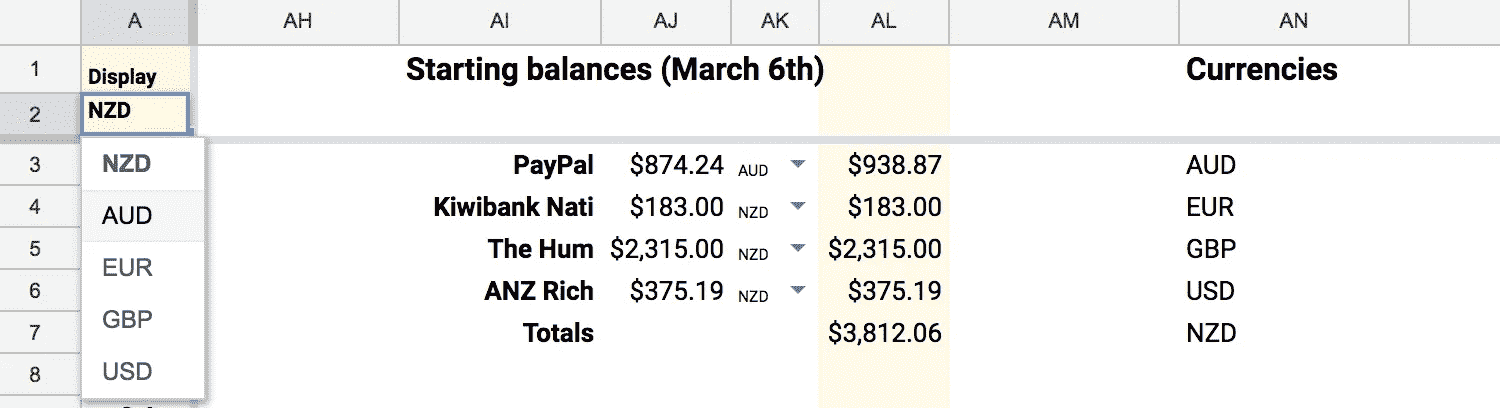 A AH AI AJ AK AL AM AN
1 Display Starting balances (March 6th) Currencies
2 NZD
3 NZD PayPal $874.24 AUD $938.87 AUD
4 AUD Kiwibank Nati $183.00 NZD $183.00 EUR
5 EUR The Hum $2,315.00 NZD $2,315.00 GBP
6 GBP ANZ Rich $375.19 NZD $375.19 USD
7 USD Totals $3,812.06 NZD
8